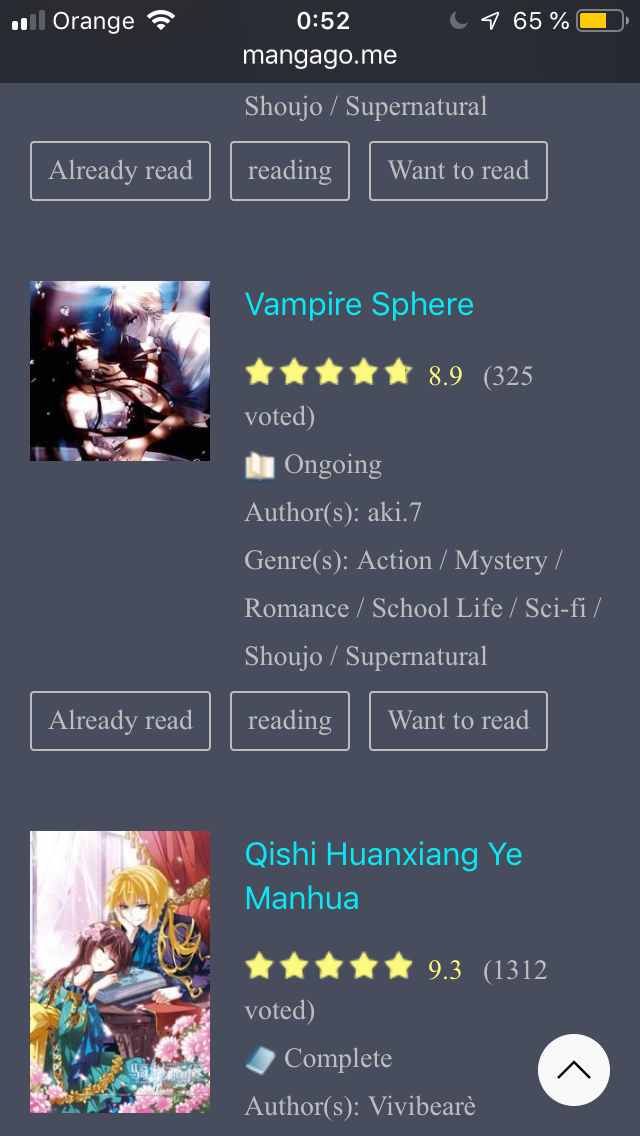 Orange 0:52 65 %
mangago.me
Shoujo / Supernatural
Already read reading Want to read
Vampire Sphere
8.9 (325
voted)
Ongoing
Author(s): aki.7
Genre(s): Action / Mystery /
Romance / School Life / Sci-fi /
Shoujo / Supernatural
Already read reading Want to read
Qishi Huanxiang Ye
Manhua
9.3 (1312
voted)
Complete
Author(s): Vivibearè